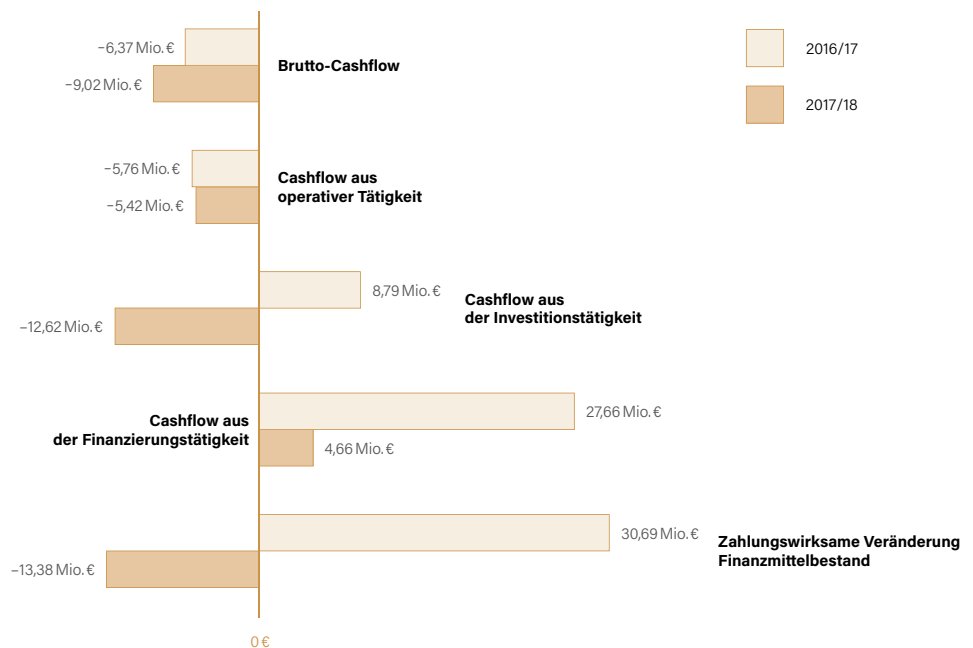 −6,37 Mio. €
−9,02 Mio. €
Brutto-Cashflow
2016/17
2017/18
−5,76 Mio. €
−5,42 Mio. €
Cashflow aus
operativer Tätigkeit
8,79 Mio. €
−12,62 Mio. €
Cashflow aus
der Investitionstätigkeit
Cashflow aus
der Finanzierungstätigkeit
27,66 Mio. €
4,66 Mio. €
30,69 Mio. €
−13,38 Mio. €
Zahlungswirksame Veränderung
Finanzmittelbestand
0 €